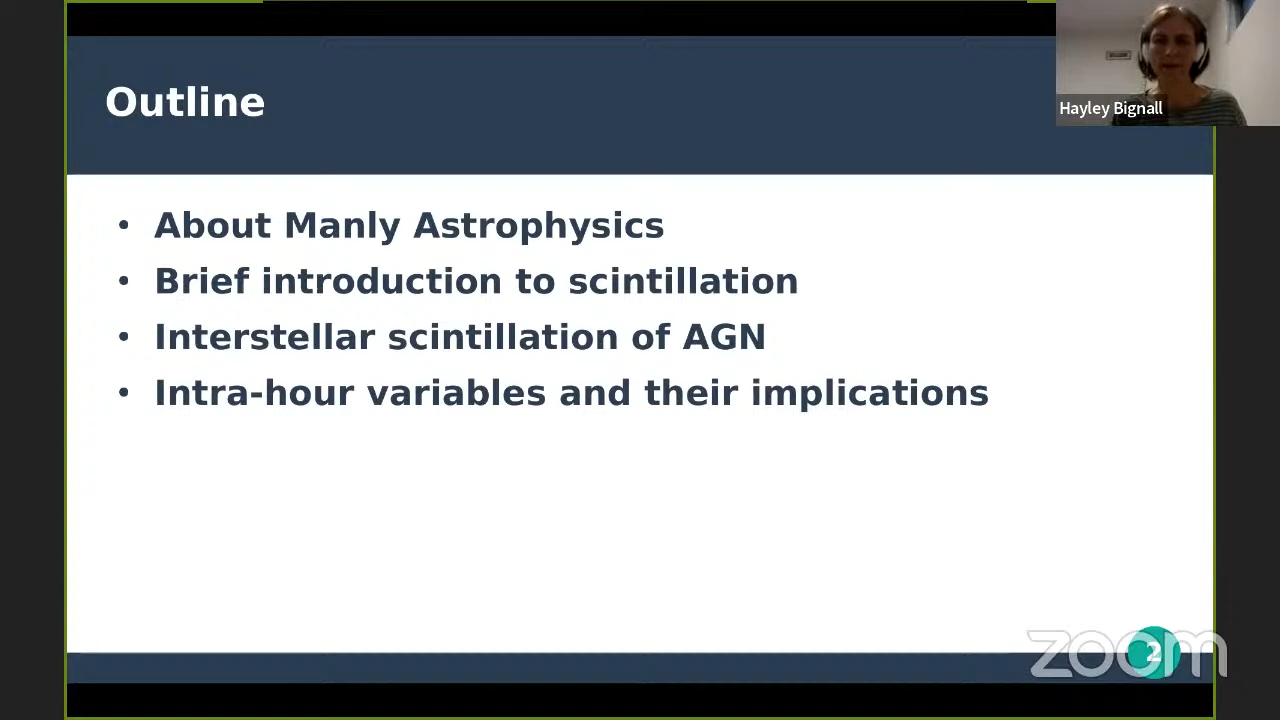 Outline
Hayley Bignall
• About Manly Astrophysics
• Brief introduction to scintillation
• Interstellar scintillation of AGN
• Intra-hour variables and their implications
zoom
2